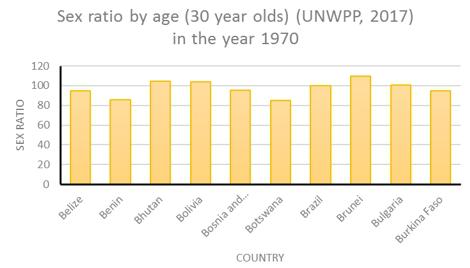 Sex ratio by age (30 year olds) (UNWPP, 2017)
in the year 1970
120
100
80
60
40
20
0
SEX RATIO
Belize
Benin
Bhutan
Bolivia
Bosnia and...
Botswana
Brazil
Brunei
Bulgaria
Burkina Faso
COUNTRY